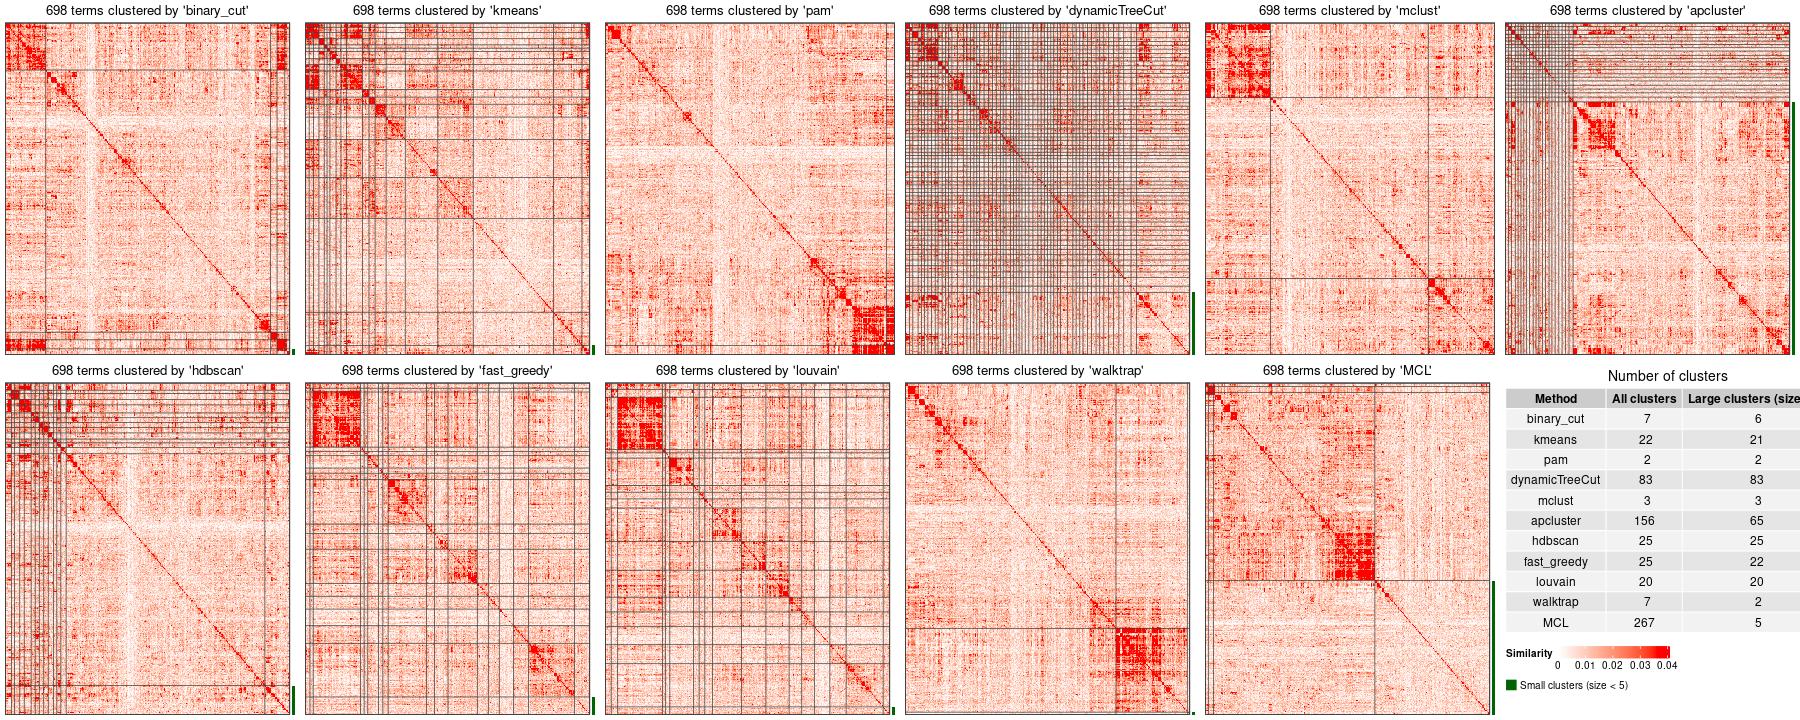 698 terms clustered by 'binary_cut'
698 terms clustered by 'kmeans'
698 terms clustered by 'pam'
698 terms clustered by 'dynamicTreeCut'
698 terms clustered by 'mclust'
698 terms clustered by 'apcluster'
698 terms clustered by 'hdbscan'
698 terms clustered by 'fast_greedy'
698 terms clustered by 'louvain'
698 terms clustered by 'walktrap'
698 terms clustered by 'MCL'
Number of clusters
Method All clusters Large clusters (size
binary_cut 7 6
kmeans 22 21
pam 2 2
dynamicTreeCut 83 83
mclust 3 3
apcluster 156 65
hdbscan 25 25
fast_greedy 25 22
louvain 20 20
walktrap 7 2
MCL 267 5
Similarity
0 0.01 0.02 0.03 0.04
Small clusters (size < 5)